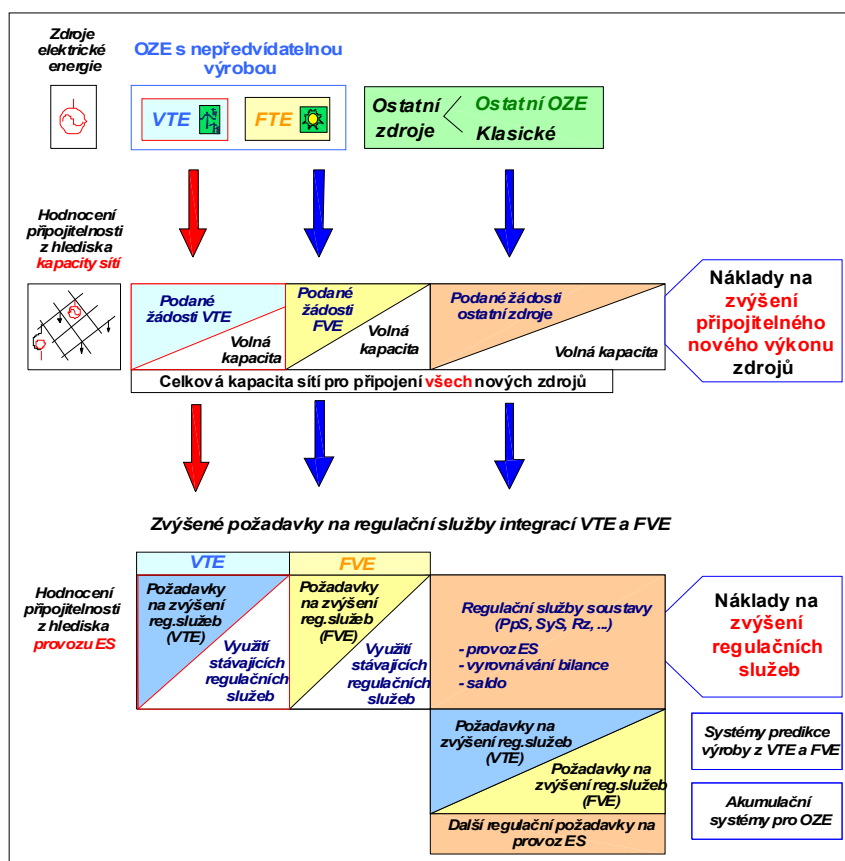 Zdroje
elektrické
energie
OZE s nepředvídatelnou
výrobou
VTE
FTE
Ostatní
zdroje
Ostatní OZE
Klasické
Hodnocení
připojitelnosti
z hlediska
kapacity sítí
Podané
žádosti VTE
Volná
kapacita
Podané
žádosti
FVE
Volná
kapacita
Podané žádosti
ostatní zdroje
Volná kapacita
Náklady na
zvýšení
připojitelného
nového výkonu
zdrojů
Celková kapacita sítí pro připojení všech nových zdrojů
Zvýšené požadavky na regulační služby integrací VTE a FVE
VTE
FVE
Hodnocení
připojitelnosti
z hlediska
provozu ES
Požadavky
na zvýšení
reg.služeb
(VTE)
Využití
stávajících
regulačních
služeb
Požadavky
na zvýšení
reg.služeb
(FVE)
Využití
stávajících
regulačních
služeb
Regulační služby soustavy
(PpS, SyS, Rz, ...)
- provoz ES
- vyrovnávání bilance
- saldo
Náklady na
zvýšení
regulačních
služeb
Požadavky na
zvýšení reg.služeb
(VTE)
Požadavky na
zvýšení reg.služeb
(FVE)
Další regulační požadavky na
provoz ES
Systémy predikce
výroby z VTE a FVE
Akumulační
systémy pro OZE